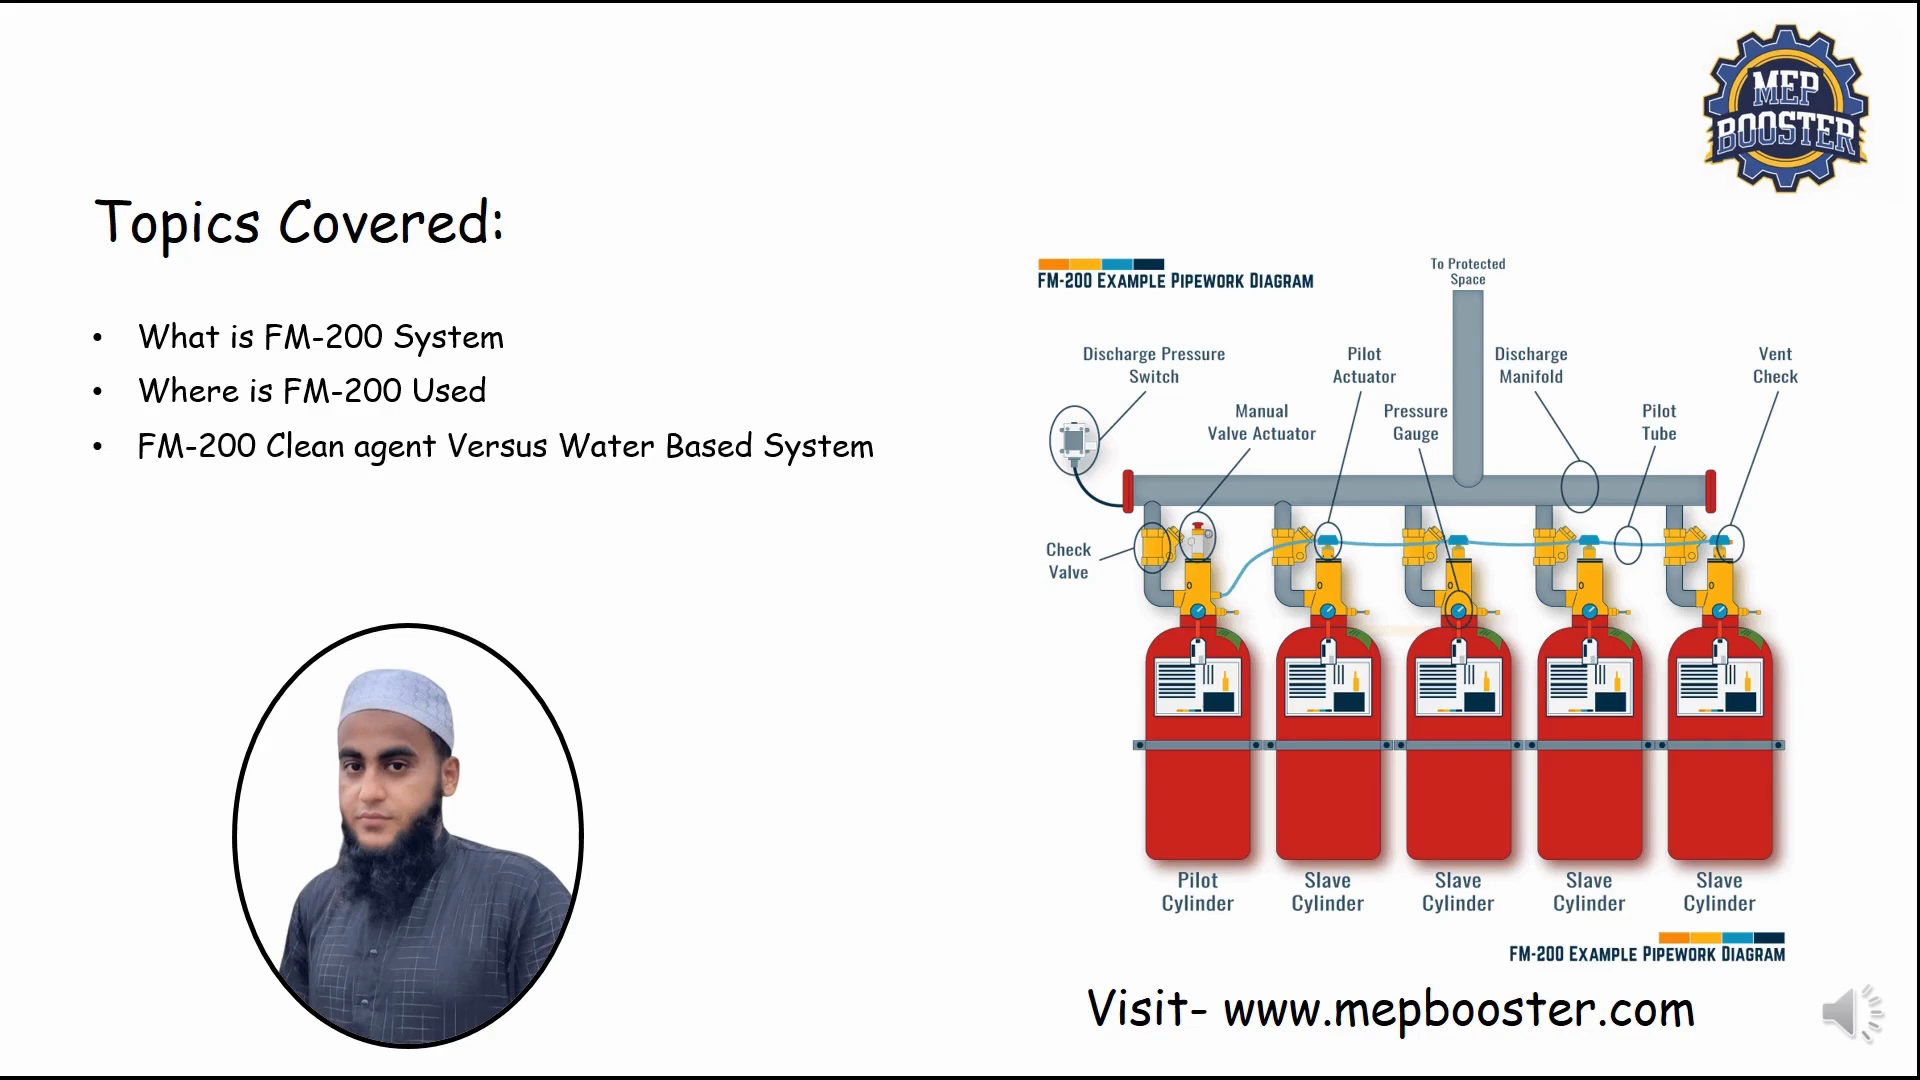 MEP
BOOSTER
Topics Covered:
• What is FM-200 System
• Where is FM-200 Used
• FM-200 Clean agent Versus Water Based System
FM-200 EXAMPLE PIPEWORK DIAGRAM
To Protected
Space
Discharge Pressure
Switch
Pilot
Actuator
Discharge
Manifold
Vent
Check
Manual
Valve Actuator
Pressure
Gauge
Pilot
Tube
Check
Valve
Pilot
Cylinder
Slave
Cylinder
Slave
Cylinder
Slave
Cylinder
Slave
Cylinder
FM-200 EXAMPLE PIPEWORK DIAGRAM
Visit- www.mepbooster.com